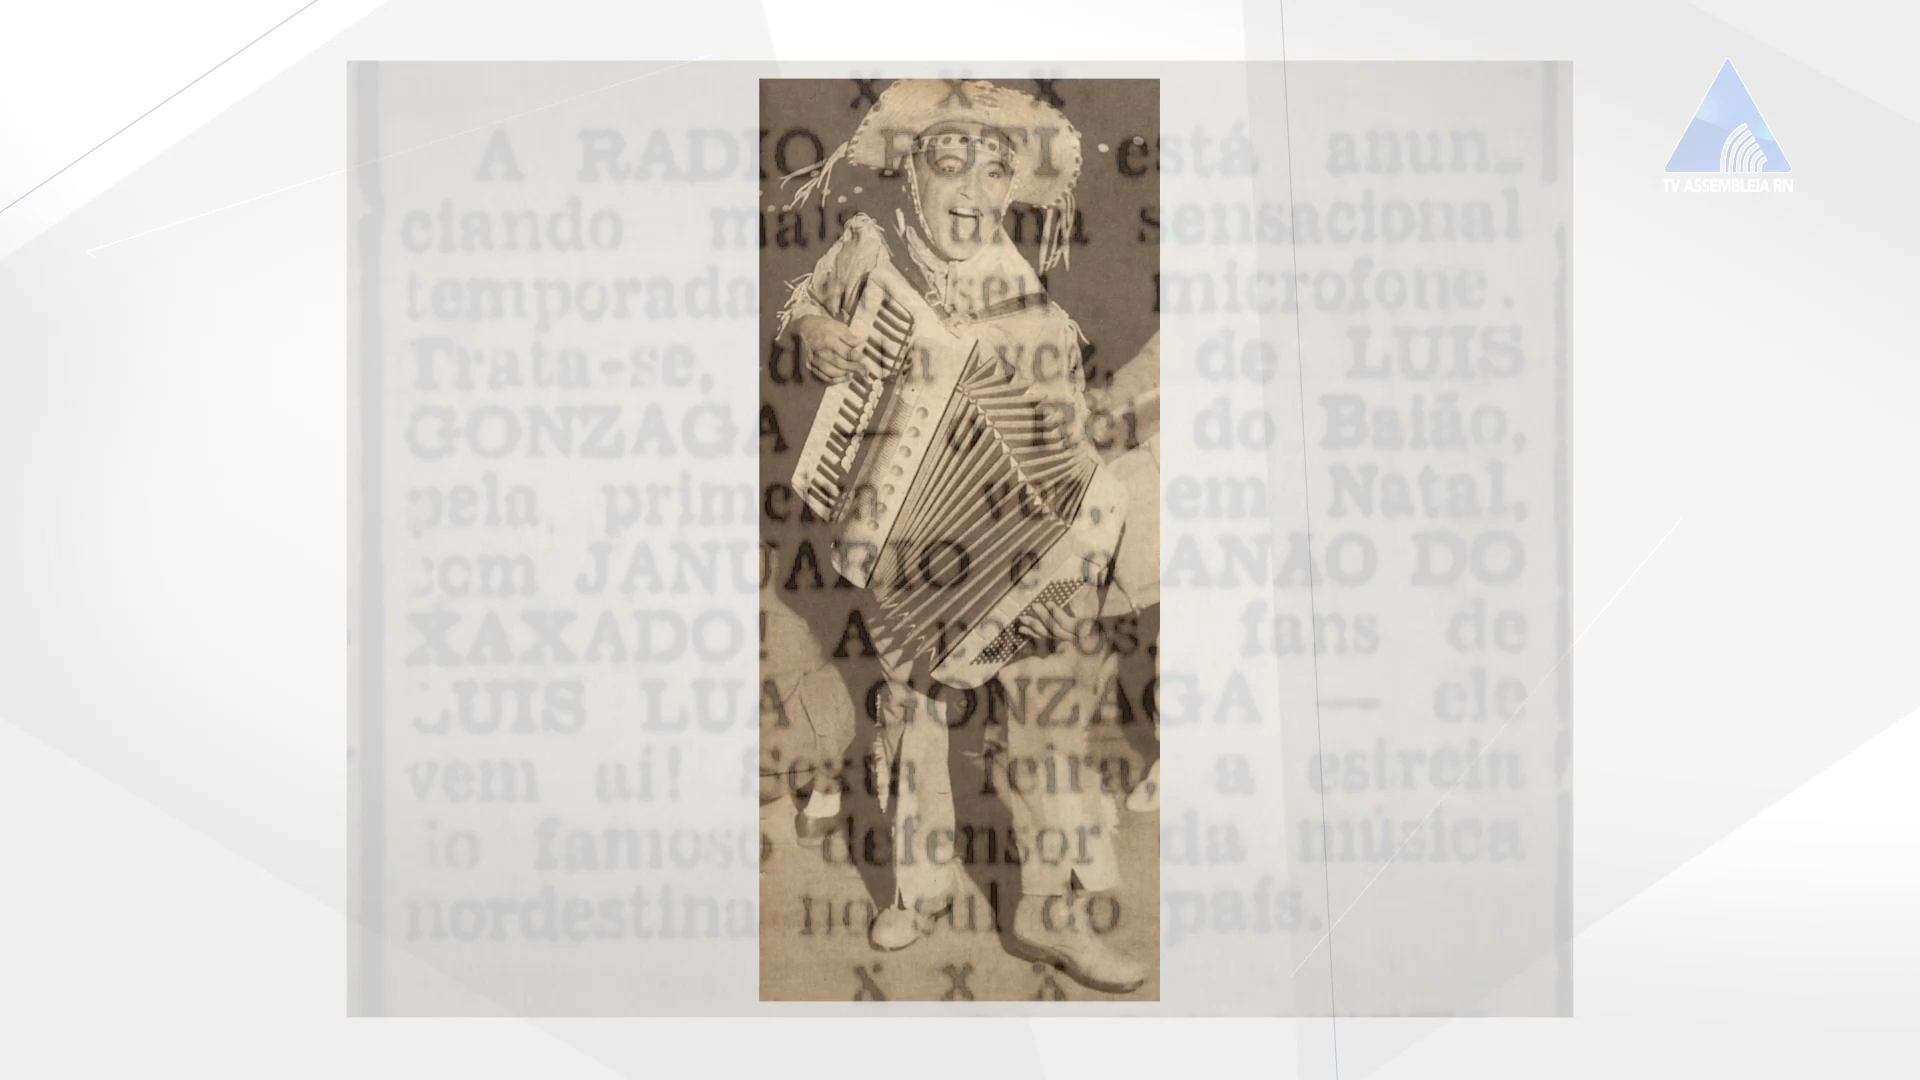 x x x
A RADIO POTI está anun-
ciando mais uma sensacional
temporada seu microfone.
Trata-se, desta vez, de LUIS
GONZAGA — o Rei do Baião,
pela primeira vez, em Natal,
com JANUARIO e o ANAO DO
XAXADO! A postos, fans de
LUIS LUA GONZAGA — ele
vem ai! Sexta feira, a estreia
do famoso defensor da música
nordestina no sul do país.
x x x
TV ASSEMBLEIA RN